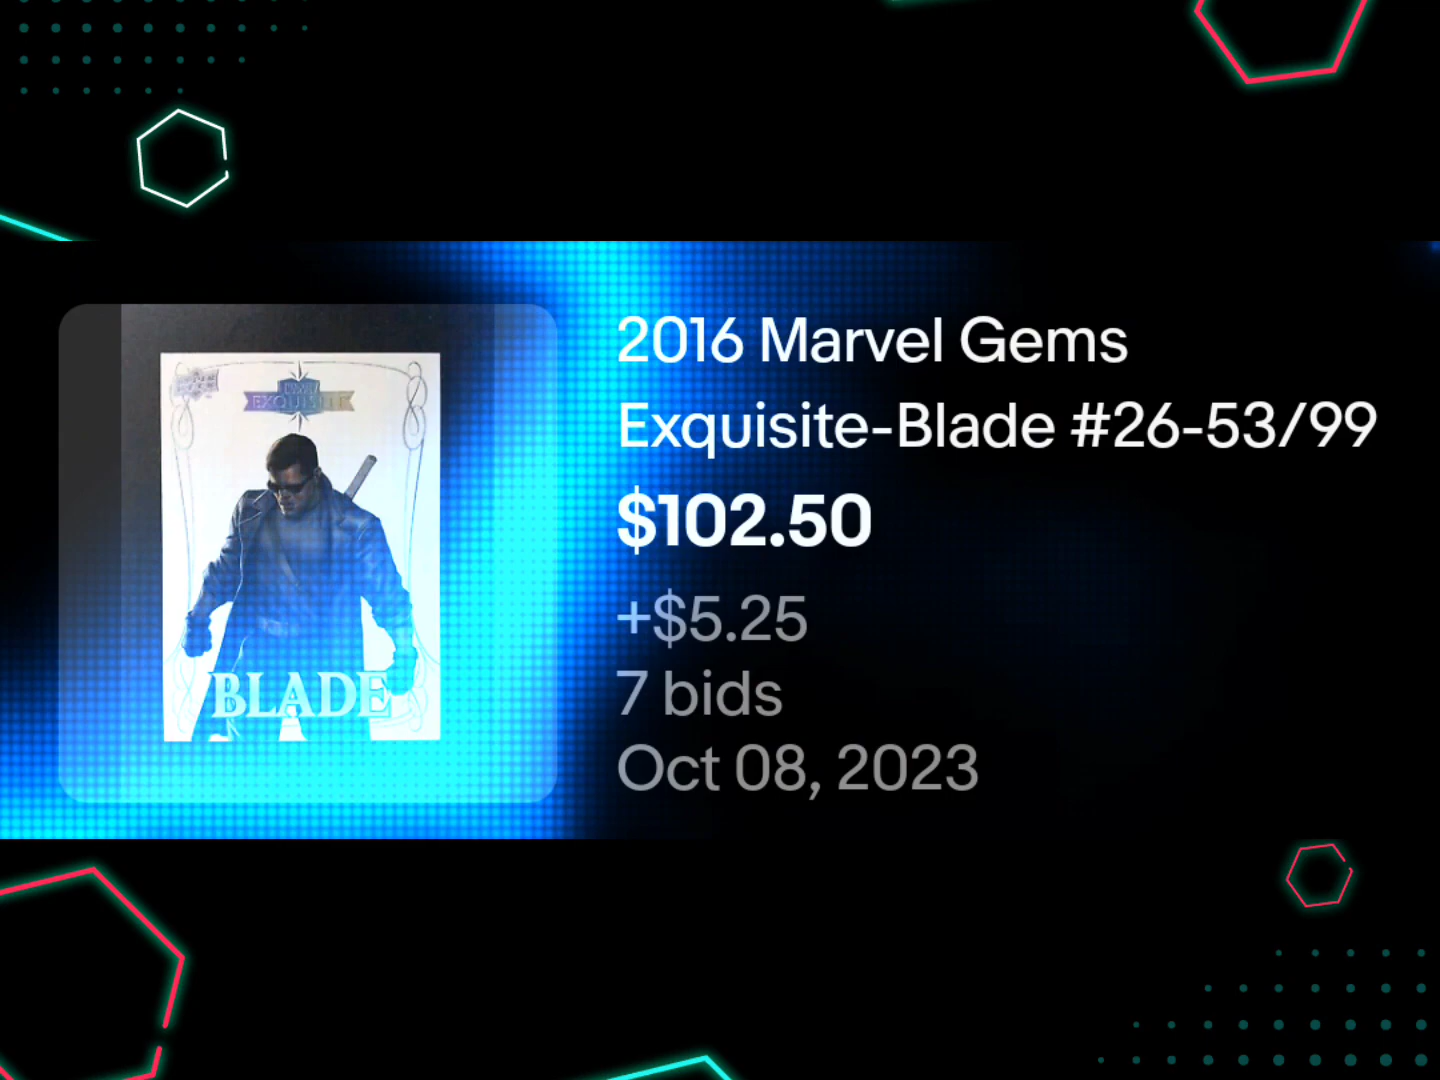 EXQUISITE
BLADE
2016 Marvel Gems
Exquisite-Blade #26-53/99
$102.50
+$5.25
7 bids
Oct 08, 2023